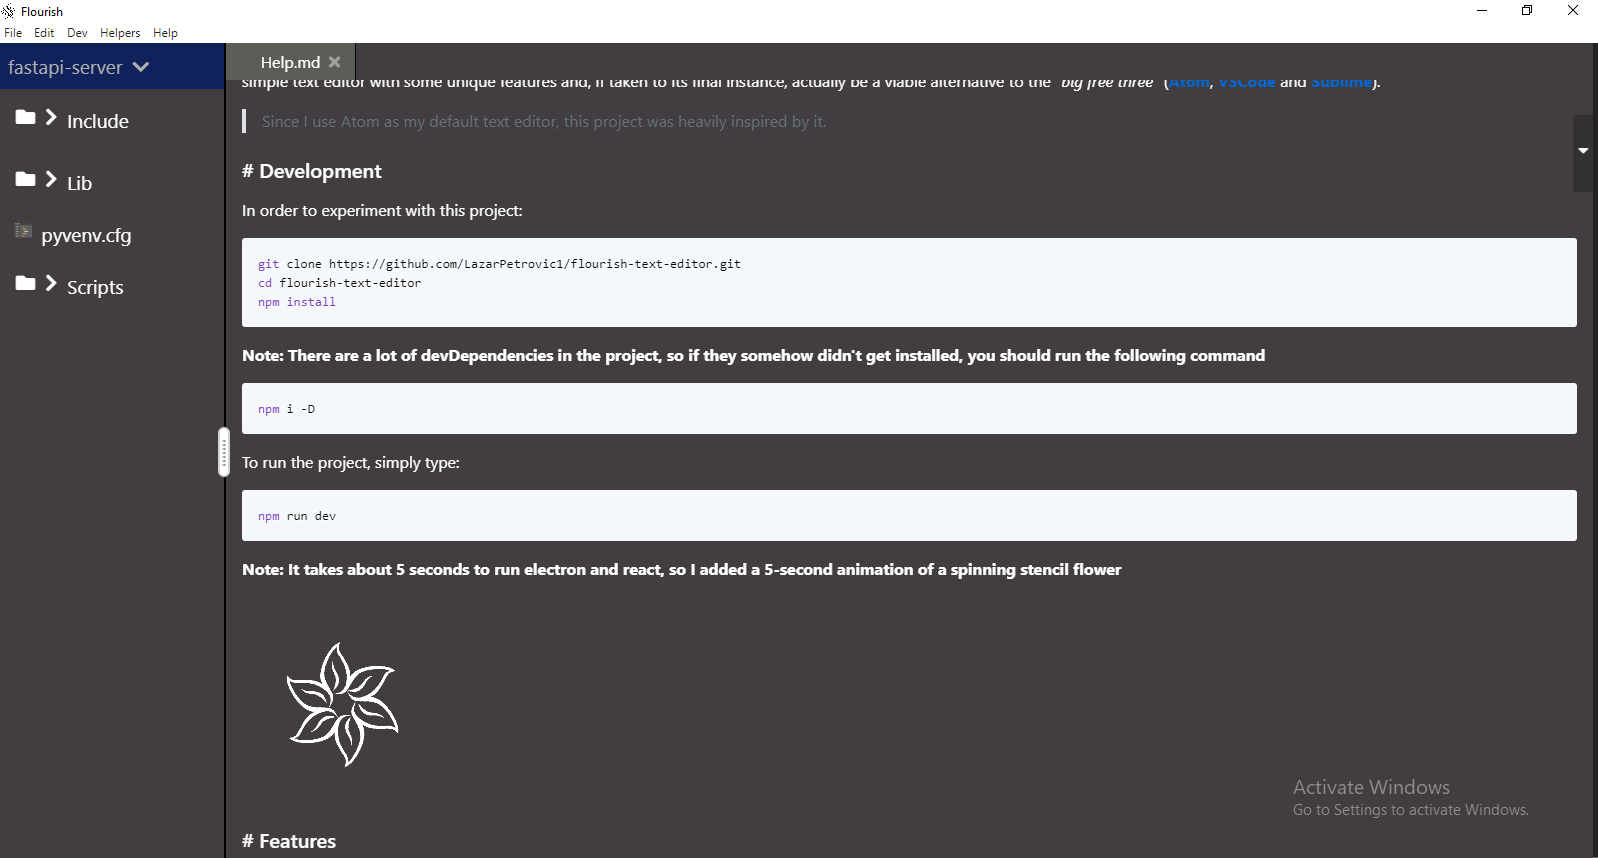 Flourish
File Edit Dev Helpers Help
fastapi-server
Include
Lib
pyvenv.cfg
Scripts
Help.md
simple text editor with some unique features and, if taken to its final instance, actually be a viable alternative to the "big free three" (Atom, VSCode and Sublime).
Since I use Atom as my default text editor, this project was heavily inspired by it.
# Development
In order to experiment with this project:
git clone https://github.com/LazarPetrovic1/flourish-text-editor.git
cd flourish-text-editor
npm install
Note: There are a lot of devDependencies in the project, so if they somehow didn't get installed, you should run the following command
npm i -D
To run the project, simply type:
npm run dev
Note: It takes about 5 seconds to run electron and react, so I added a 5-second animation of a spinning stencil flower
# Features
Activate Windows
Go to Settings to activate Windows.